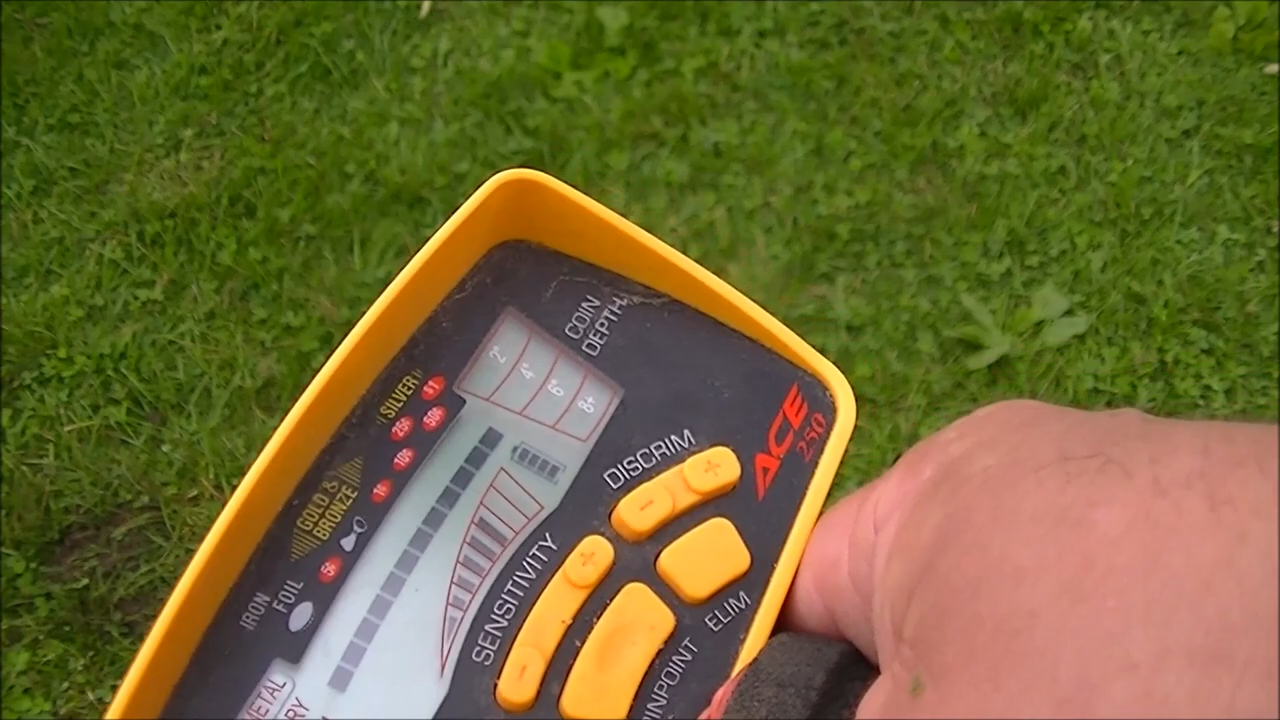 COIN
DEPTH
2"
4"
6"
8+
SILVER
$1
50¢
25¢
10¢
1¢
GOLD &
BRONZE
5¢
FOIL
IRON
DISCRIM
+
-
ACE
250
SENSITIVITY
+
-
ELIM
PINPOINT
METAL